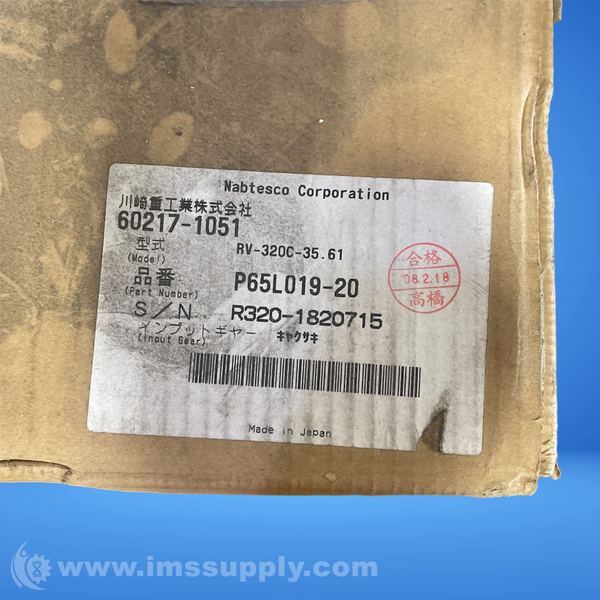 Nabtesco Corporation
川崎重工業株式会社
60217-1051
型式
(Model)
RV-320C-35.61
品番
(Part Number)
P65L019-20
S/N
R320-1820715
インプットギヤー
(Input Gear)
キャクサキ
合格
'08.2.18
高橋
Made in Japan
www.imssupply.com